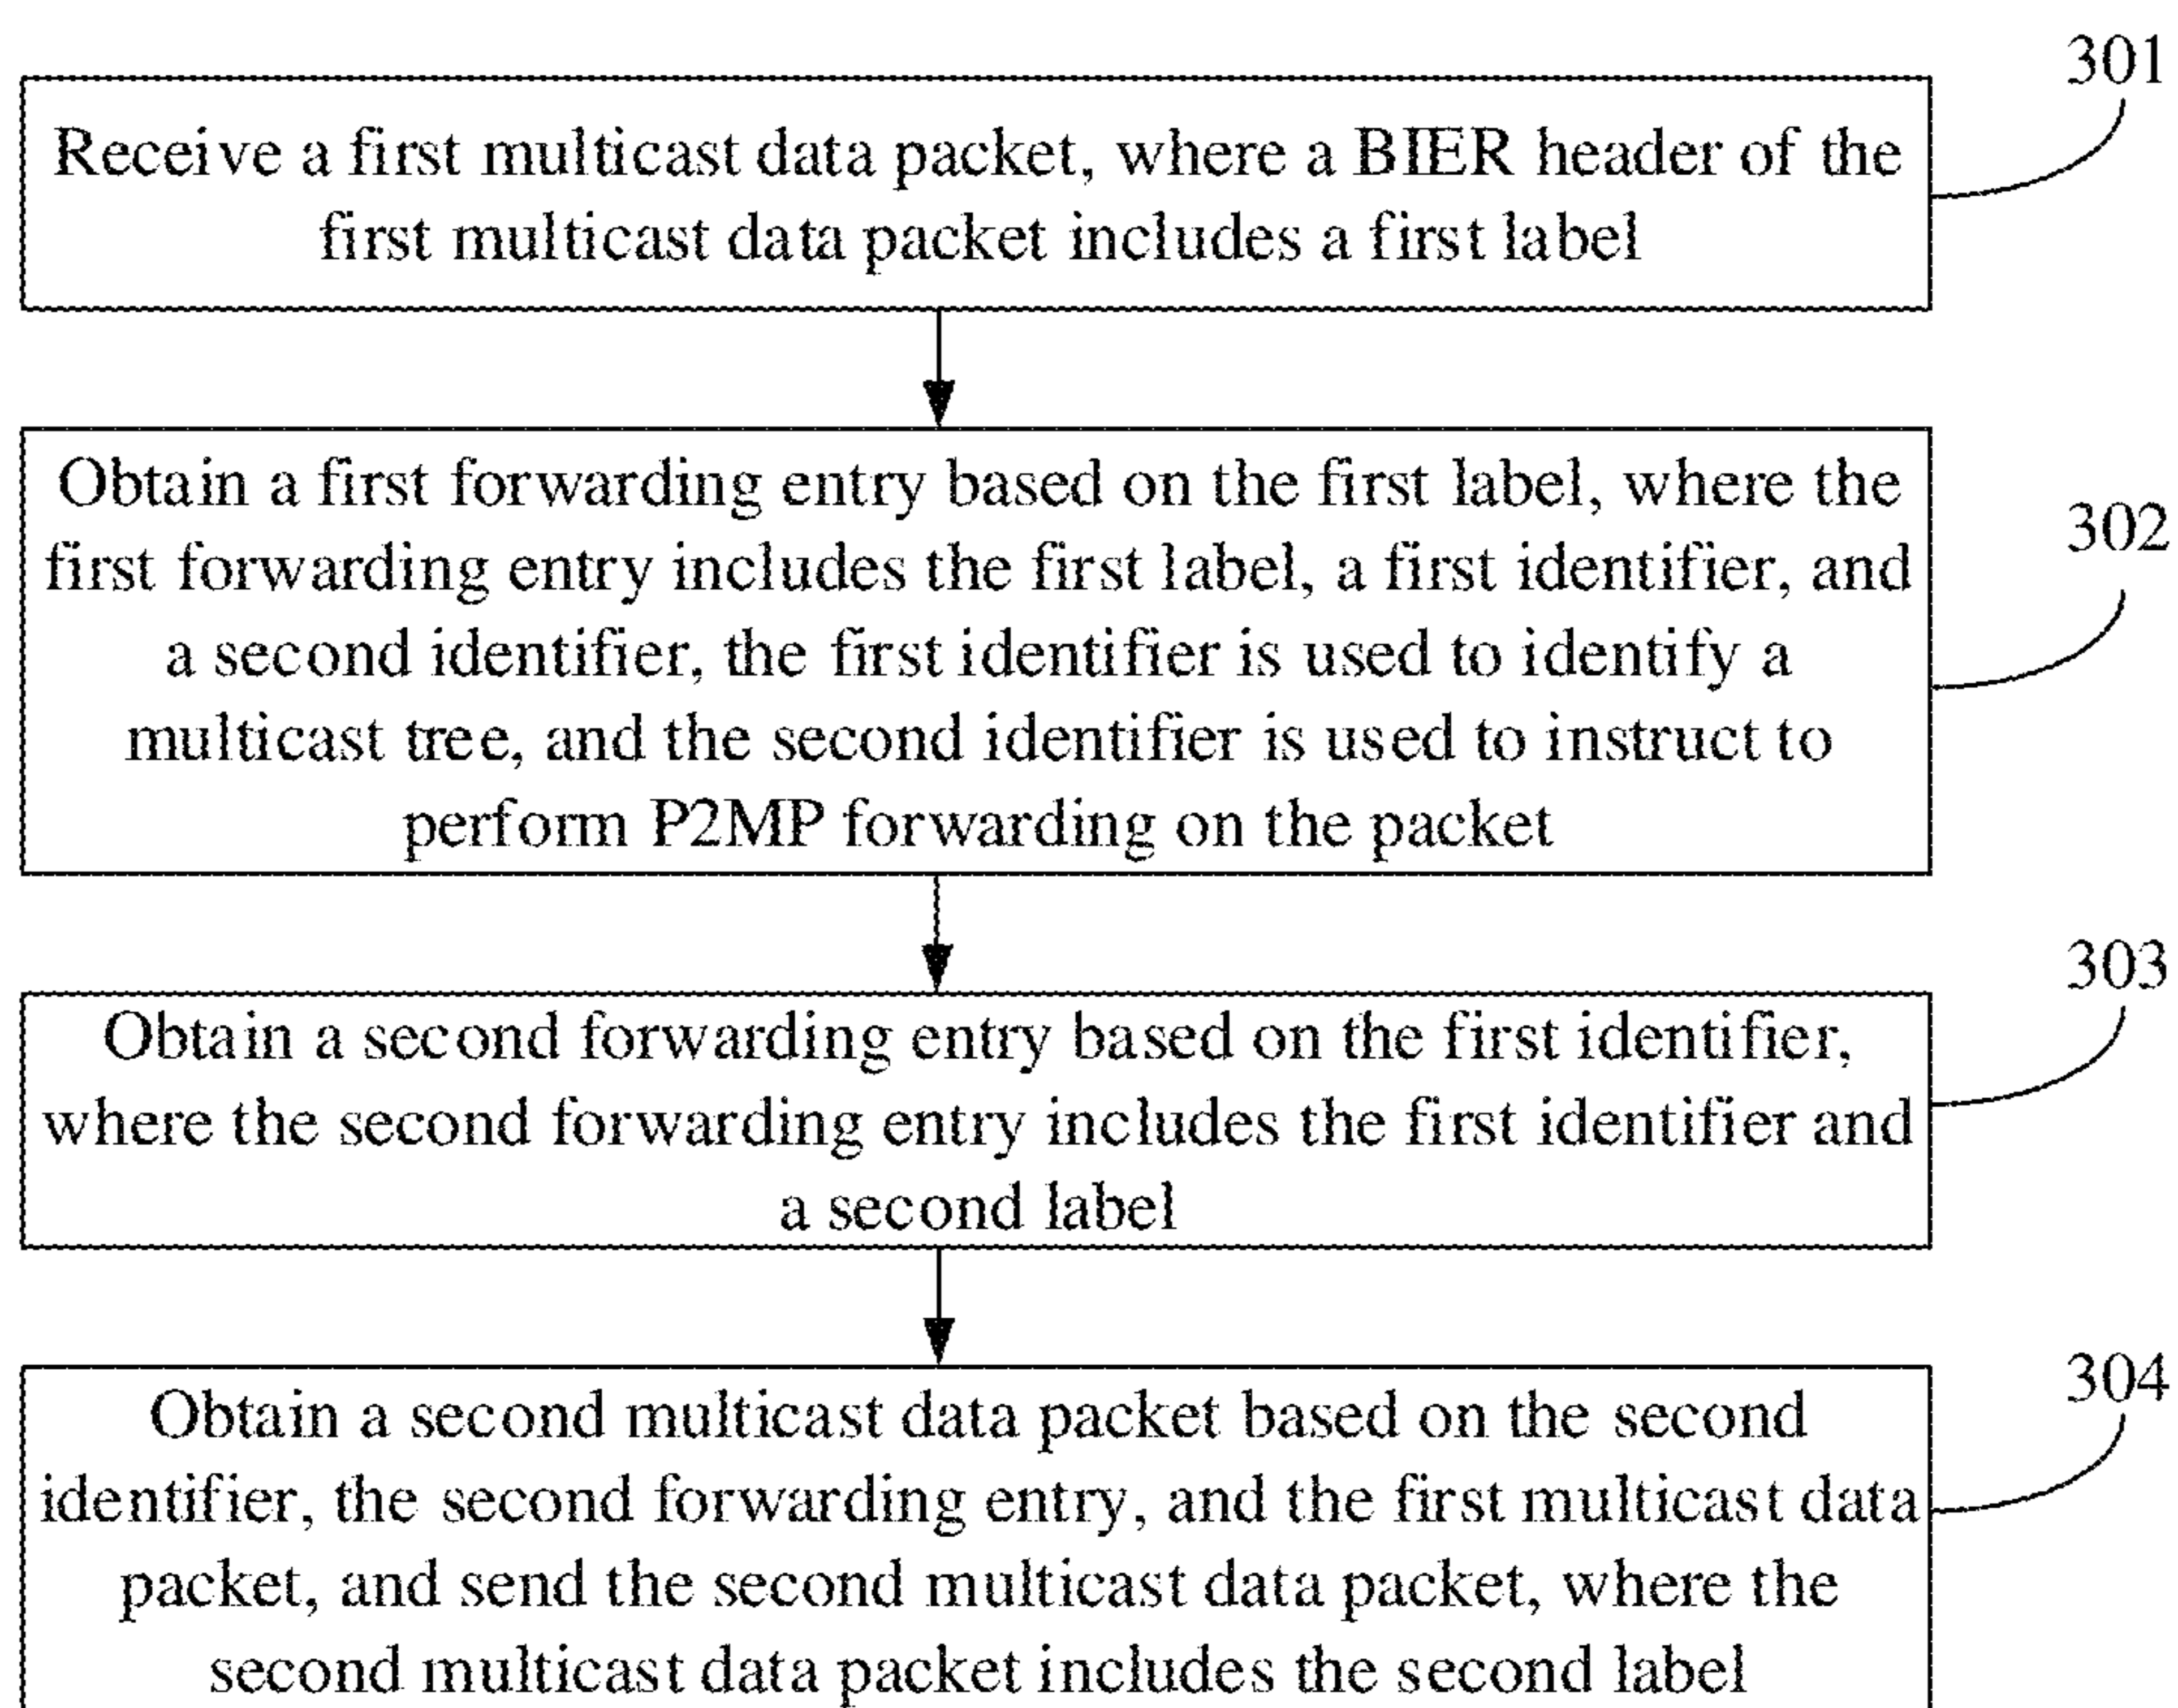 301
Receive a first multicast data packet, where a BIER header of the
first multicast data packet includes a first label
302
Obtain a first forwarding entry based on the first label, where the
first forwarding entry includes the first label, a first identifier, and
a second identifier, the first identifier is used to identify a
multicast tree, and the second identifier is used to instruct to
perform P2MP forwarding on the packet
303
Obtain a second forwarding entry based on the first identifier,
where the second forwarding entry includes the first identifier and
a second label
304
Obtain a second multicast data packet based on the second
identifier, the second forwarding entry, and the first multicast data
packet, and send the second multicast data packet, where the
second multicast data packet includes the second label